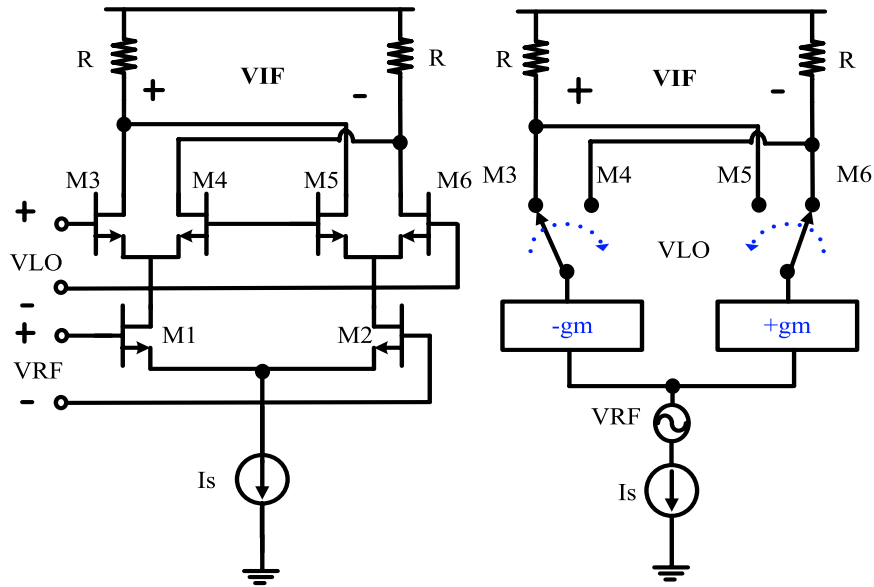 R
VIF
R
+
-
M3
M4
M5
M6
+
VLO
-
+
M1
M2
VRF
-
Is
R
VIF
R
+
-
M3
M4
M5
M6
VLO
-gm
+gm
VRF
Is